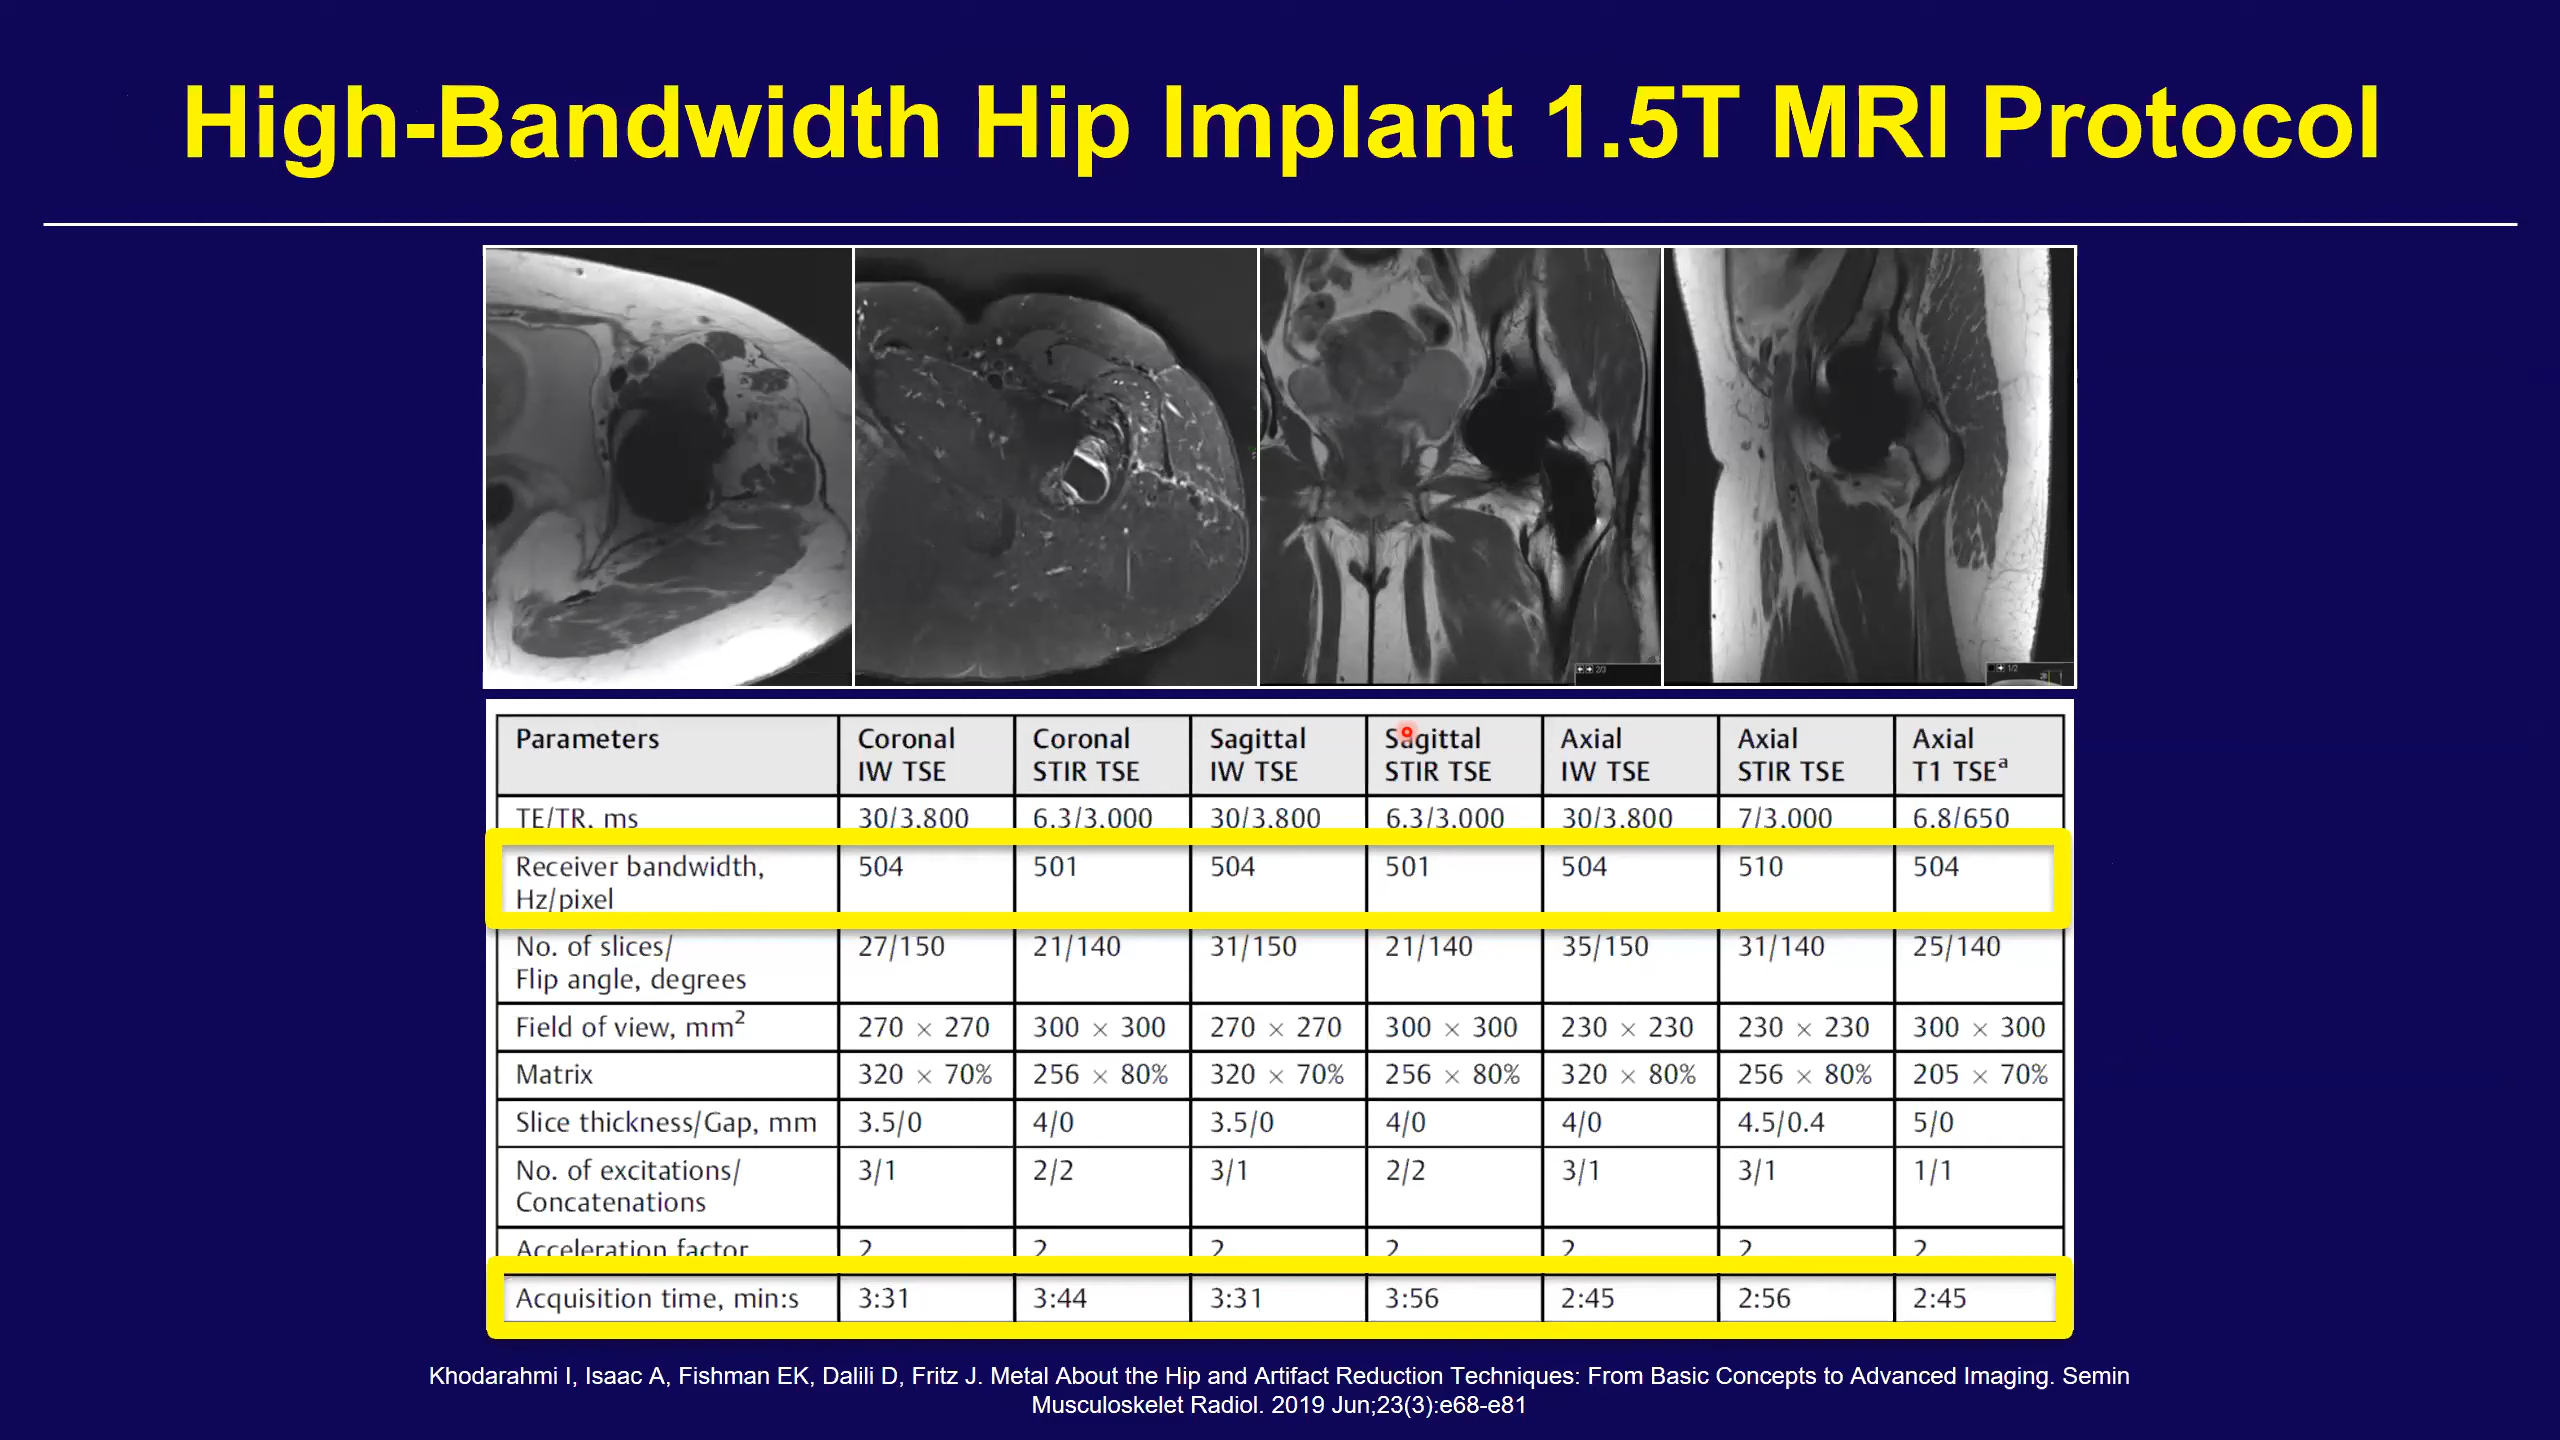 High-Bandwidth Hip Implant 1.5T MRI Protocol
2/3
1/2
Parameters Coronal IW TSE Coronal STIR TSE Sagittal IW TSE Sagittal STIR TSE Axial IW TSE Axial STIR TSE Axial T1 TSEᵃ
TE/TR, ms 30/3,800 6.3/3,000 30/3,800 6.3/3,000 30/3,800 7/3,000 6.8/650
Receiver bandwidth, Hz/pixel 504 501 504 501 504 510 504
No. of slices/ Flip angle, degrees 27/150 21/140 31/150 21/140 35/150 31/140 25/140
Field of view, mm² 270 × 270 300 × 300 270 × 270 300 × 300 230 × 230 230 × 230 300 × 300
Matrix 320 × 70% 256 × 80% 320 × 70% 256 × 80% 320 × 80% 256 × 80% 205 × 70%
Slice thickness/Gap, mm 3.5/0 4/0 3.5/0 4/0 4/0 4.5/0.4 5/0
No. of excitations/ Concatenations 3/1 2/2 3/1 2/2 3/1 3/1 1/1
Acceleration factor 2 2 2 2 2 2 2
Acquisition time, min:s 3:31 3:44 3:31 3:56 2:45 2:56 2:45
Khodarahmi I, Isaac A, Fishman EK, Dalili D, Fritz J. Metal About the Hip and Artifact Reduction Techniques: From Basic Concepts to Advanced Imaging. Semin
Musculoskelet Radiol. 2019 Jun;23(3):e68-e81